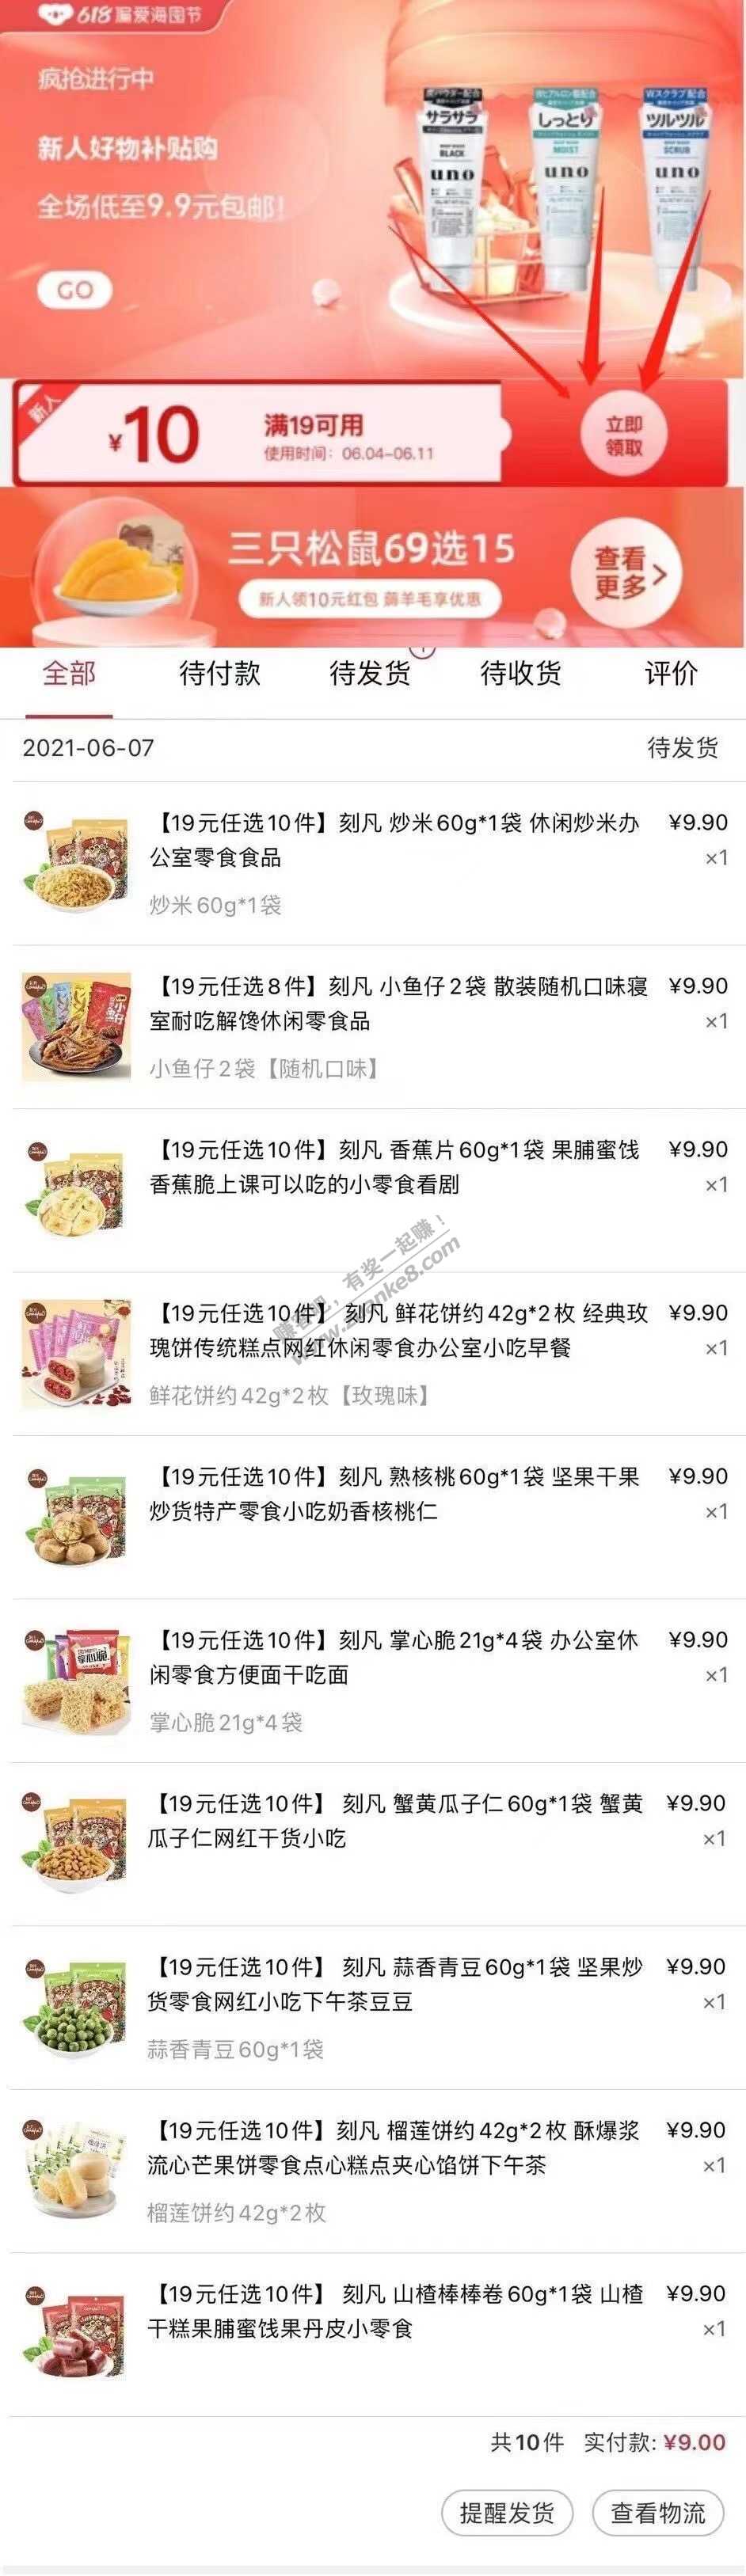 618宠爱海囤节
疯抢进行中
新人好物补贴购
全场低至9.9元包邮!
GO
サラサラ
BLACK
uno
しっとり
MOIST
uno
Wスクラブ配合
ツルツル
SCRUB
uno
新人
¥10
满19可用
使用时间: 06.04-06.11
立即
领取
三只松鼠69选15
新人领10元红包 薅羊毛享优惠
查看
更多 >
全部 待付款 待发货 待收货 评价
2021-06-07 待发货
【19元任选10件】刻凡 炒米60g*1袋 休闲炒米办 ¥9.90
公室零食食品 ×1
炒米60g*1袋
【19元任选8件】刻凡 小鱼仔2袋 散装随机口味寝 ¥9.90
室耐吃解馋休闲零食品 ×1
小鱼仔2袋【随机口味】
【19元任选10件】刻凡 香蕉片60g*1袋 果脯蜜饯 ¥9.90
香蕉脆上课可以吃的小零食看剧 ×1
赚客吧，有奖一起赚！
www.zuanke8.com
【19元任选10件】 刻凡 鲜花饼约42g*2枚 经典玫 ¥9.90
瑰饼传统糕点网红休闲零食办公室小吃早餐 ×1
鲜花饼约42g*2枚【玫瑰味】
【19元任选10件】刻凡 熟核桃60g*1袋 坚果干果 ¥9.90
炒货特产零食小吃奶香核桃仁 ×1
【19元任选10件】刻凡 掌心脆21g*4袋 办公室休 ¥9.90
闲零食方便面干吃面 ×1
掌心脆21g*4袋
【19元任选10件】 刻凡 蟹黄瓜子仁60g*1袋 蟹黄 ¥9.90
瓜子仁网红干货小吃 ×1
【19元任选10件】 刻凡 蒜香青豆60g*1袋 坚果炒 ¥9.90
货零食网红小吃下午茶豆豆 ×1
蒜香青豆60g*1袋
【19元任选10件】刻凡 榴莲饼约42g*2枚 酥爆浆 ¥9.90
流心芒果饼零食点心糕点夹心馅饼下午茶 ×1
榴莲饼约42g*2枚
【19元任选10件】 刻凡 山楂棒棒卷60g*1袋 山楂 ¥9.90
干糕果脯蜜饯果丹皮小零食 ×1
共10件 实付款: ¥9.00
提醒发货 查看物流